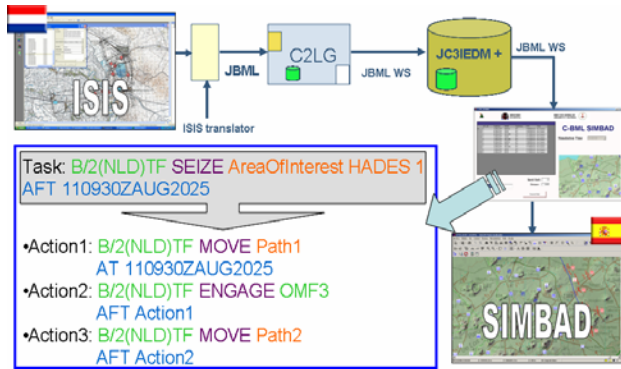 ISIS
JBML
C2LG
JBML WS
JC3IEDM +
JBML WS
ISIS translator
C-BML SIMBAD
Task: B/2(NLD)TF SEIZE AreaOfInterest HADES 1
AFT 110930ZAUG2025
•Action1: B/2(NLD)TF MOVE Path1
AT 110930ZAUG2025
•Action2: B/2(NLD)TF ENGAGE OMF3
AFT Action1
•Action3: B/2(NLD)TF MOVE Path2
AFT Action2
SIMBAD